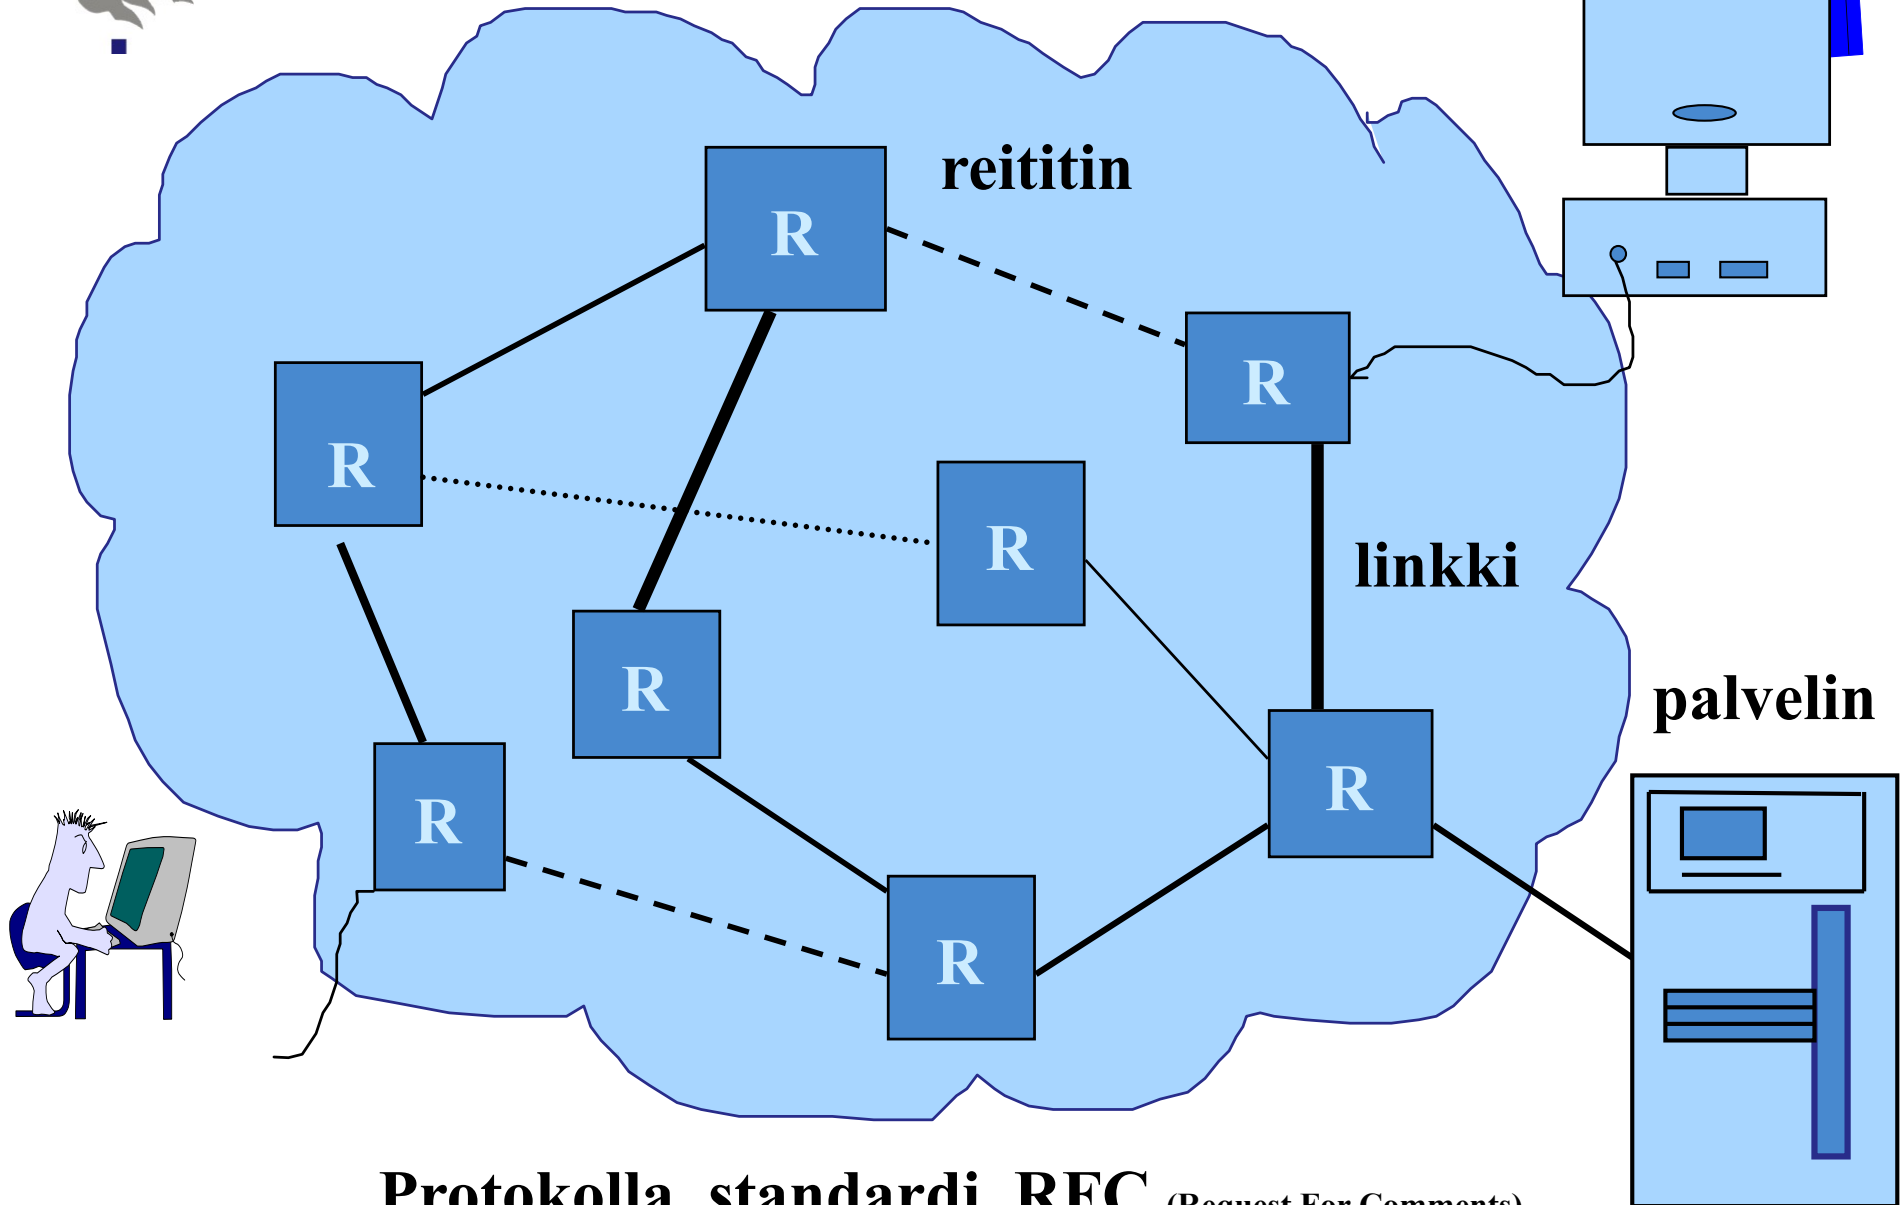 reititin
R
R
R
R
linkki
R
palvelin
R
R
R
Protokolla, standardi, RFC (Request For Comments)